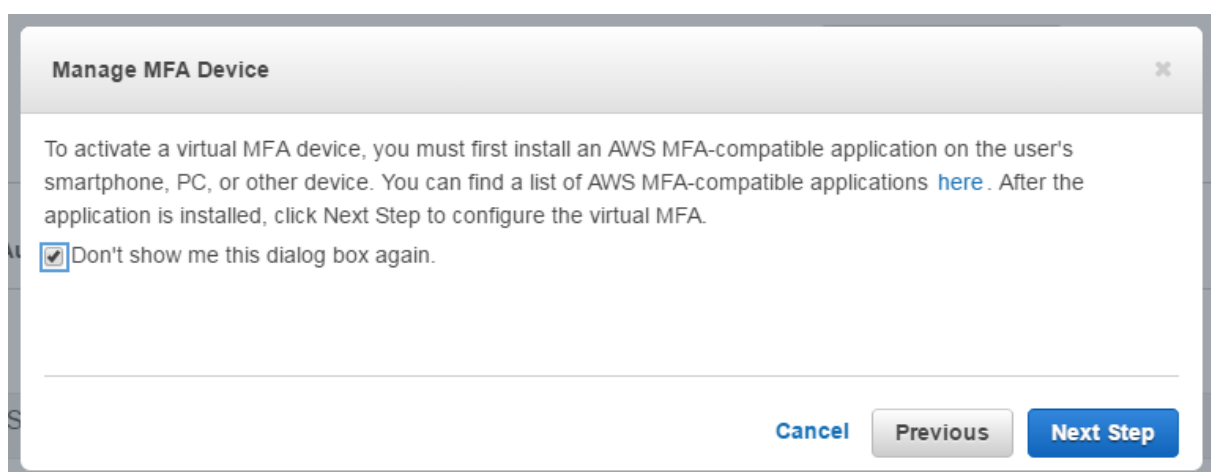 Manage MFA Device
To activate a virtual MFA device, you must first install an AWS MFA-compatible application on the user's
smartphone, PC, or other device. You can find a list of AWS MFA-compatible applications here. After the
application is installed, click Next Step to configure the virtual MFA.
Don't show me this dialog box again.
Cancel Previous Next Step